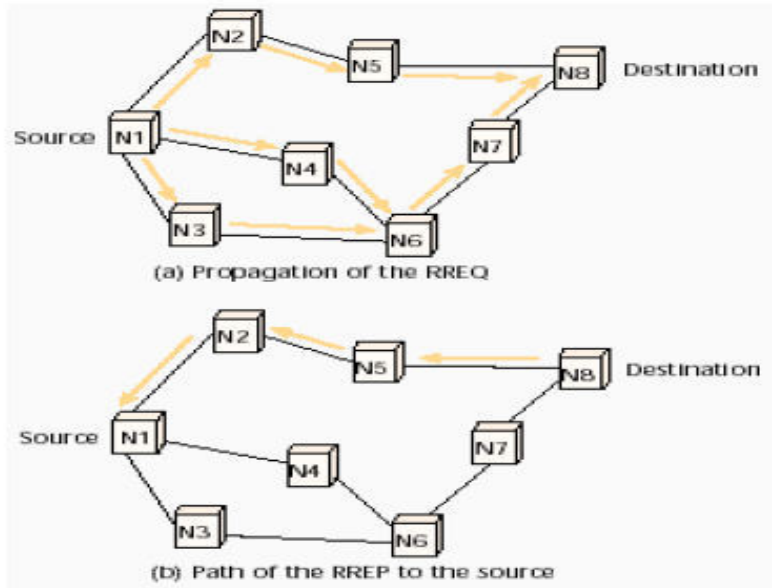 N2
N5
N8 Destination
Source N1
N7
N4
N3
N6
(a) Propagation of the RREQ
N2
N5
N8 Destination
Source N1
N7
N4
N3
N6
(b) Path of the RREP to the source